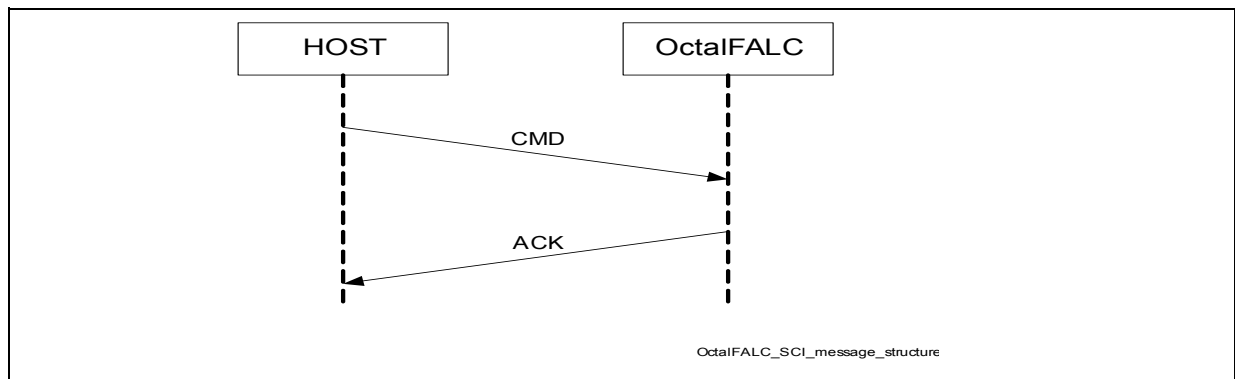 HOST
OctalFALC
CMD
ACK
OctalFALC_SCI_message_structure